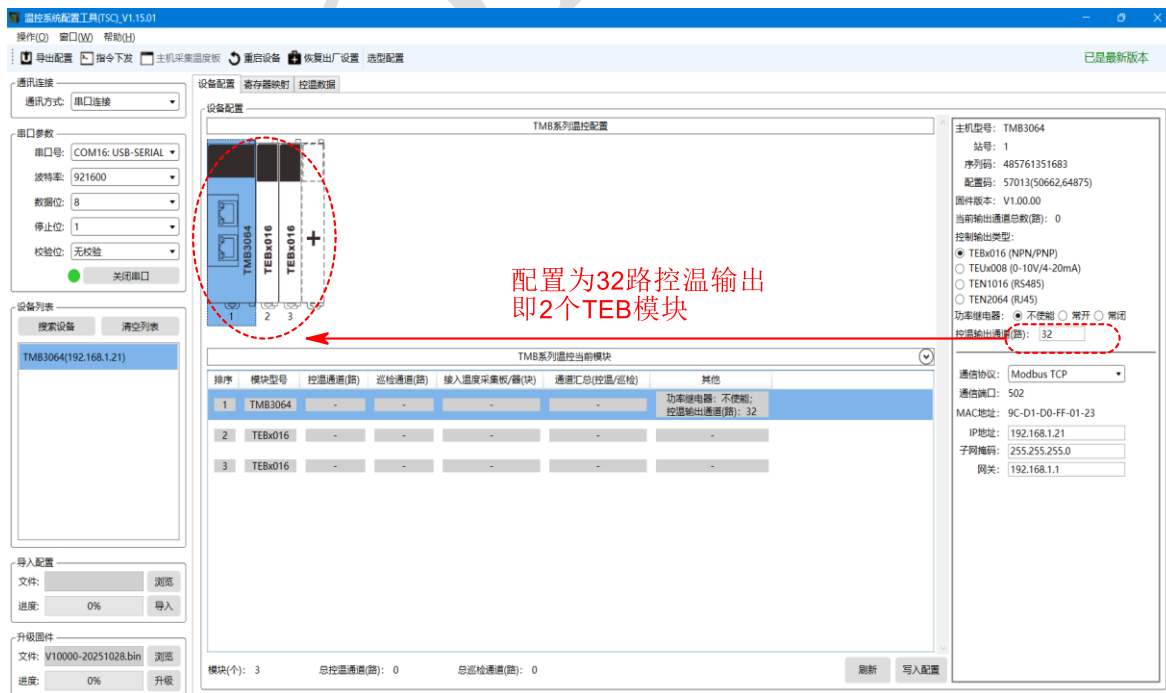 温控系统配置工具(TSC)_V1.15.01
操作(O) 窗口(W) 帮助(H)
导出配置 指令下发 主机采集温度板 重启设备 恢复出厂设置 选型配置 已是最新版本
通讯连接
通讯方式: 串口连接
串口参数
串口号: COM16: USB-SERIAL
波特率: 921600
数据位: 8
停止位: 1
校验位: 无校验
关闭串口
设备列表
搜索设备 清空列表
TMB3064(192.168.1.21)
导入配置
文件: 浏览
进度: 0% 导入
升级固件
文件: V10000-20251028.bin 浏览
进度: 0% 升级
设备配置 寄存器映射 控温数据
设备配置
TMB系列温控配置
TMB3064
TEBx016
TEBx016
+
1 2 3
配置为32路控温输出
即2个TEB模块
TMB系列温控当前模块
排序 模块型号 控温通道(路) 巡检通道(路) 接入温度采集板/器(块) 通道汇总(控温/巡检) 其他
1 TMB3064 - - - - 功率继电器: 不使能;
控温输出通道(路): 32
2 TEBx016 - - - - -
3 TEBx016 - - - - -
模块(个): 3 总控温通道(路): 0 总巡检通道(路): 0 刷新 写入配置
主机型号: TMB3064
站号: 1
序列码: 485761351683
配置码: 57013(50662,64875)
固件版本: V1.00.00
当前输出通道总数(路): 0
控制输出类型:
TEBx016 (NPN/PNP)
TEUx008 (0-10V/4-20mA)
TEN1016 (RS485)
TEN2064 (RJ45)
功率继电器: 不使能 常开 常闭
控温输出通道(路): 32
通信协议: Modbus TCP
通信端口: 502
MAC地址: 9C-D1-D0-FF-01-23
IP地址: 192.168.1.21
子网掩码: 255.255.255.0
网关: 192.168.1.1